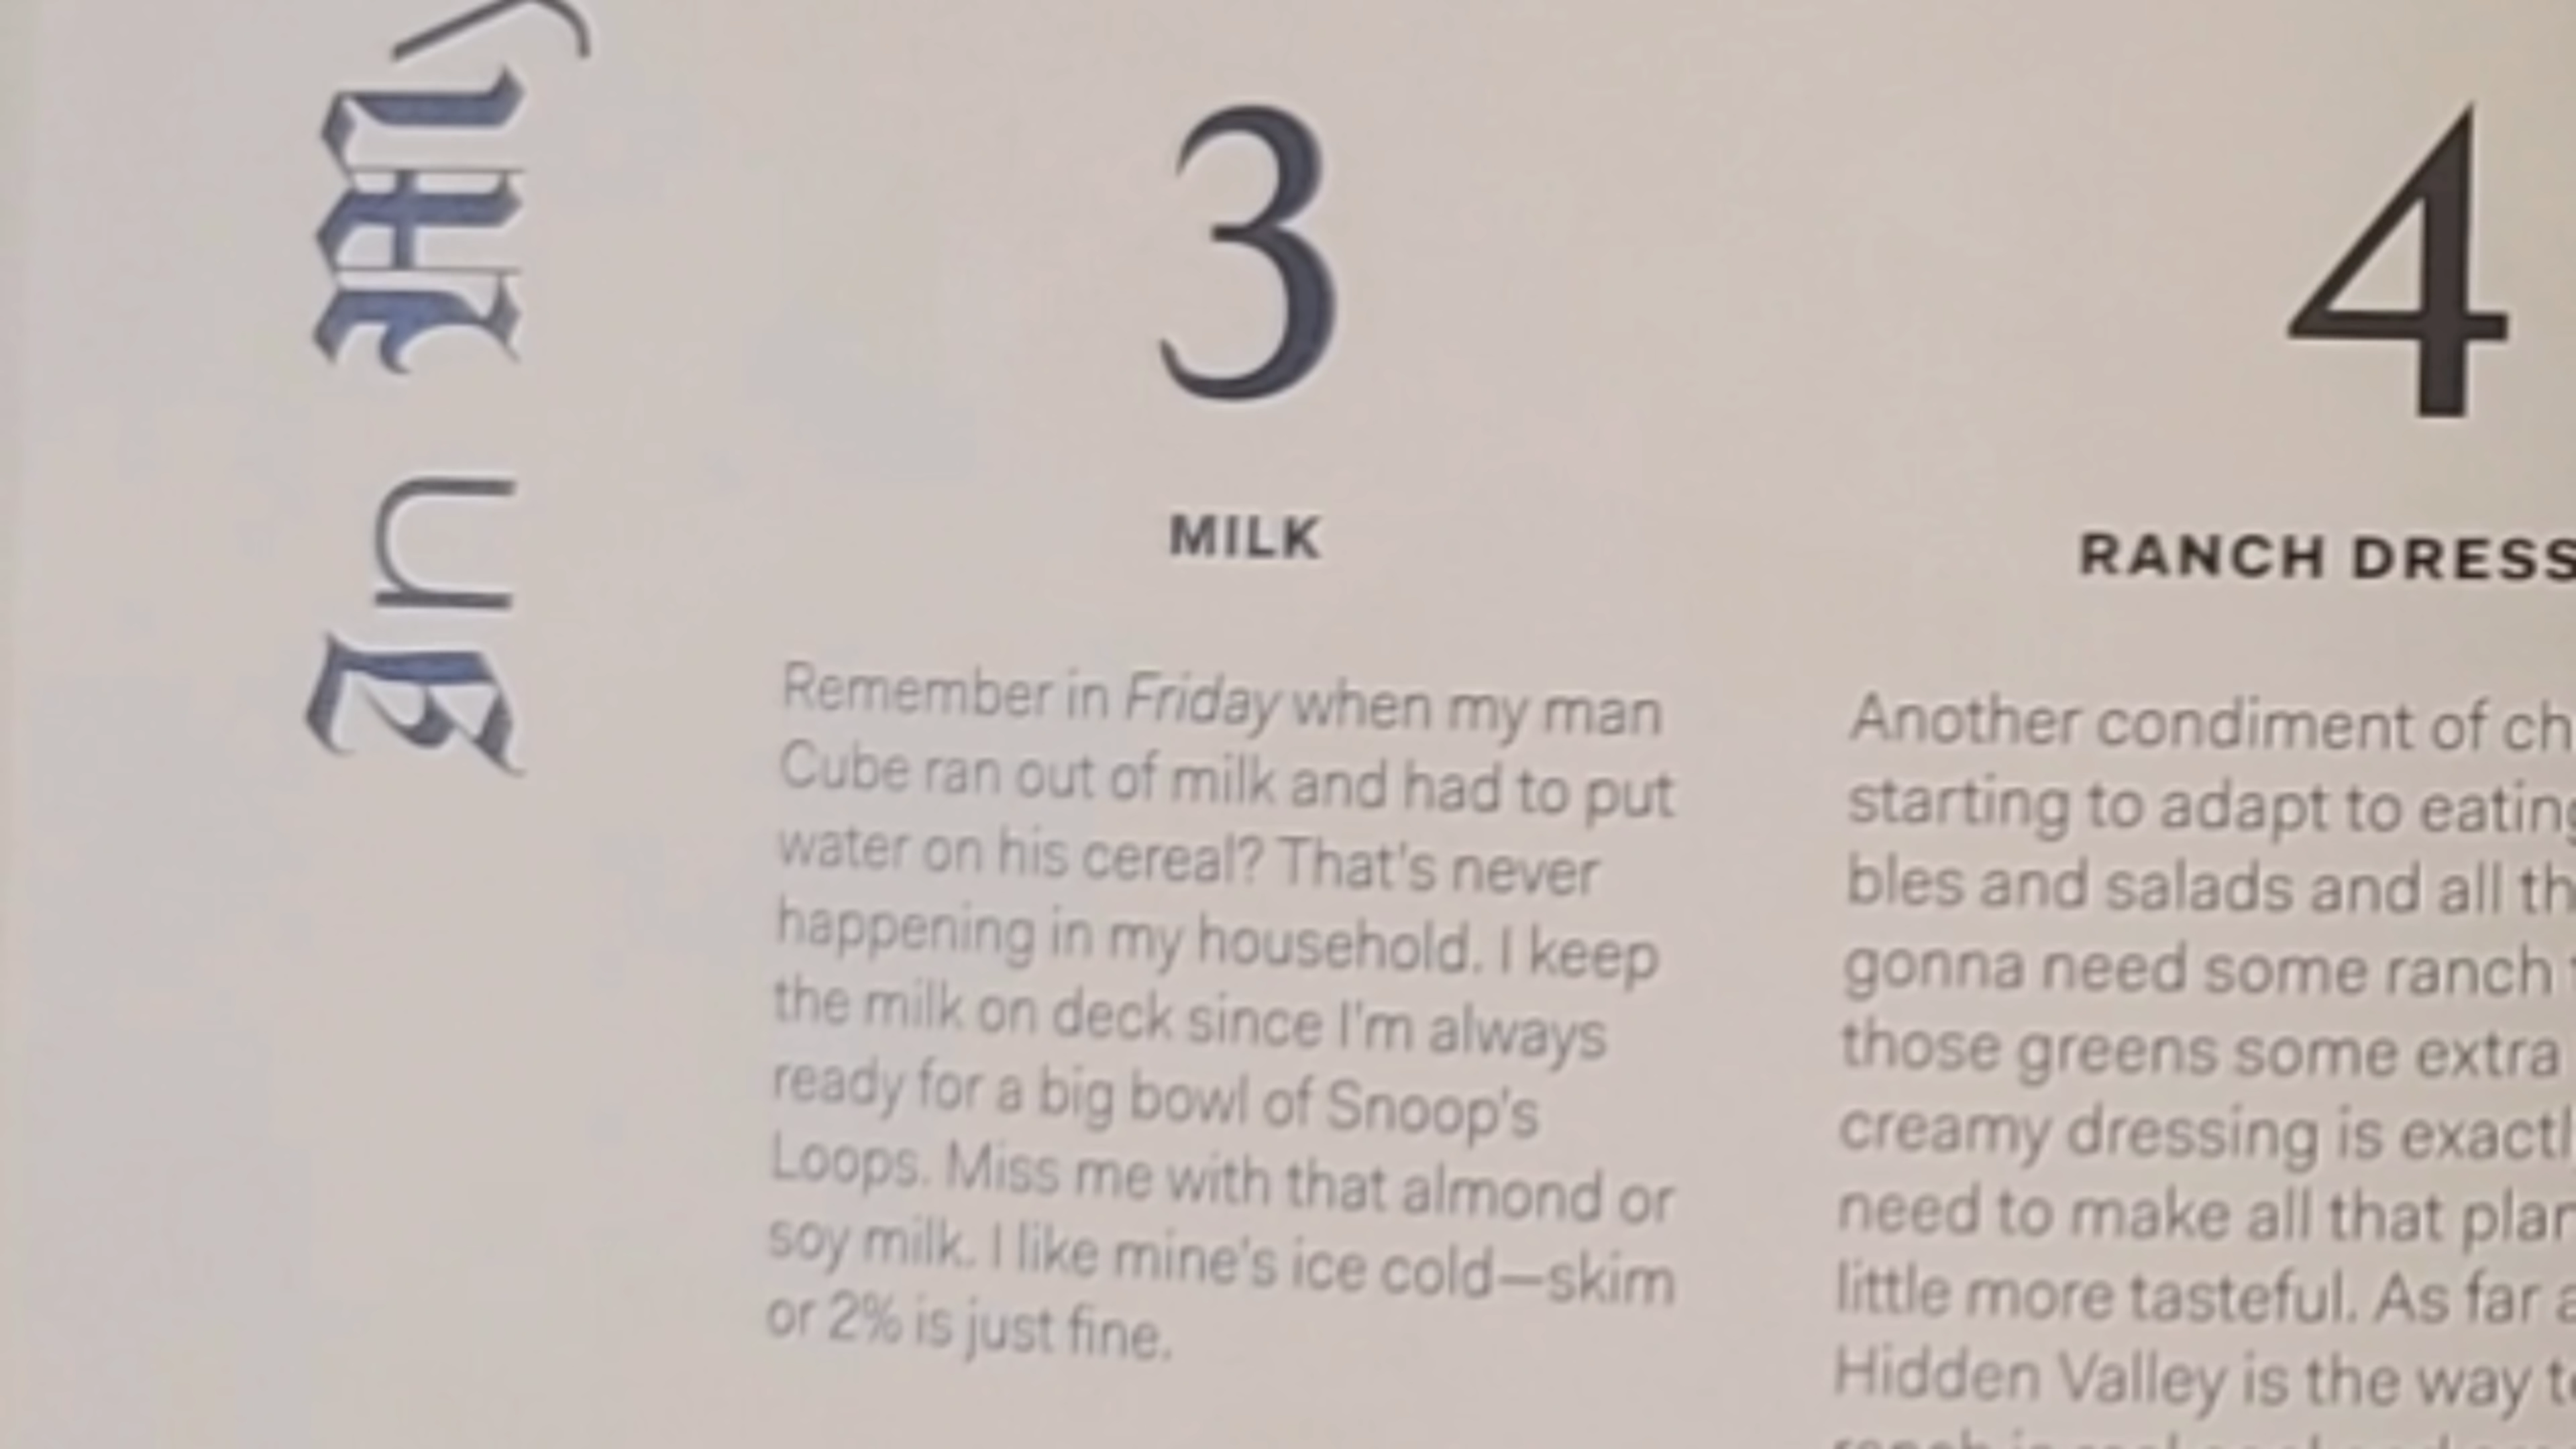 3
MILK
Remember in Friday when my man
Cube ran out of milk and had to put
water on his cereal? That's never
happening in my household. I keep
the milk on deck since I'm always
ready for a big bowl of Snoop's
Loops. Miss me with that almond or
soy milk. I like mine's ice cold—skim
or 2% is just fine.
4
RANCH DRESS
Another condiment of ch
starting to adapt to eating
bles and salads and all th
gonna need some ranch
those greens some extra
creamy dressing is exactl
need to make all that plan
little more tasteful. As far a
Hidden Valley is the way to